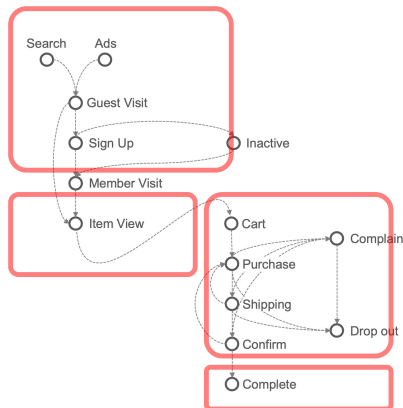 Search
Ads
Guest Visit
Sign Up
Inactive
Member Visit
Item View
Cart
Complain
Purchase
Shipping
Drop out
Confirm
Complete